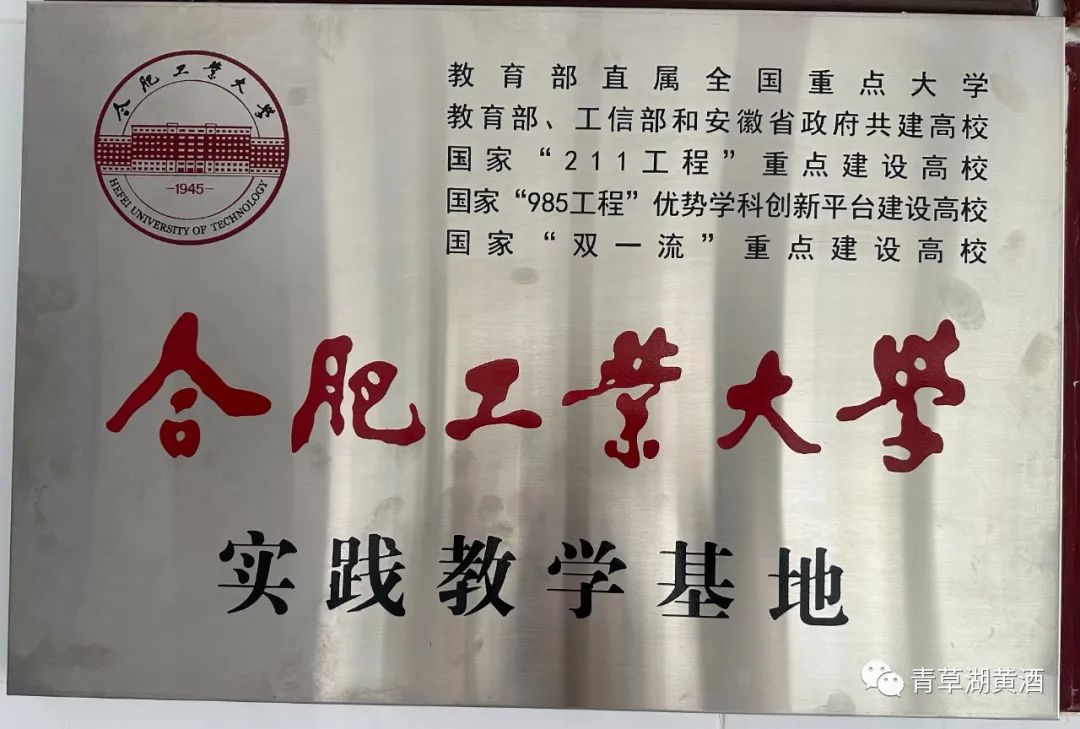 合肥工业大学
-1945-
HEFEI UNIVERSITY OF TECHNOLOGY
教育部直属全国重点大学
教育部、工信部和安徽省政府共建高校
国家“211工程”重点建设高校
国家“985工程”优势学科创新平台建设高校
国家“双一流”重点建设高校
合肥工业大学
实践教学基地
青草湖黄酒